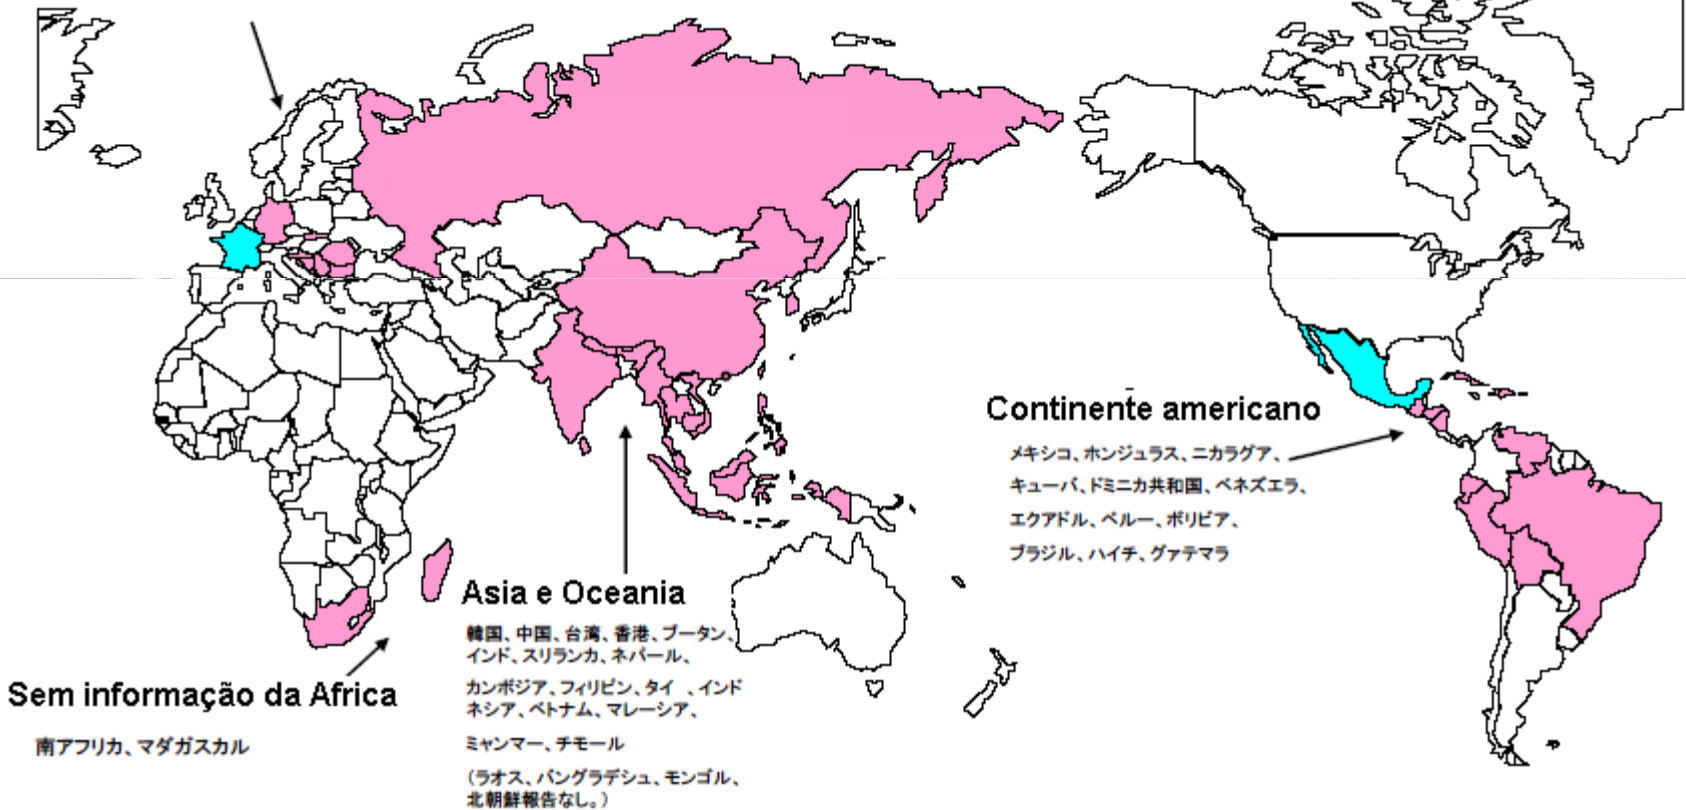 Continente americano
メキシコ、ホンジュラス、ニカラグア、
キューバ、ドミニカ共和国、ベネズエラ、
エクアドル、ペルー、ボリビア、
ブラジル、ハイチ、グァテマラ
Asia e Oceania
韓国、中国、台湾、香港、ブータン、
インド、スリランカ、ネパール、
カンボジア、フィリピン、タイ 、インド
ネシア、ベトナム、マレーシア、
ミャンマー、チモール
(ラオス、バングラデシュ、モンゴル、
北朝鮮報告なし。)
Sem informação da Africa
南アフリカ、マダガスカル